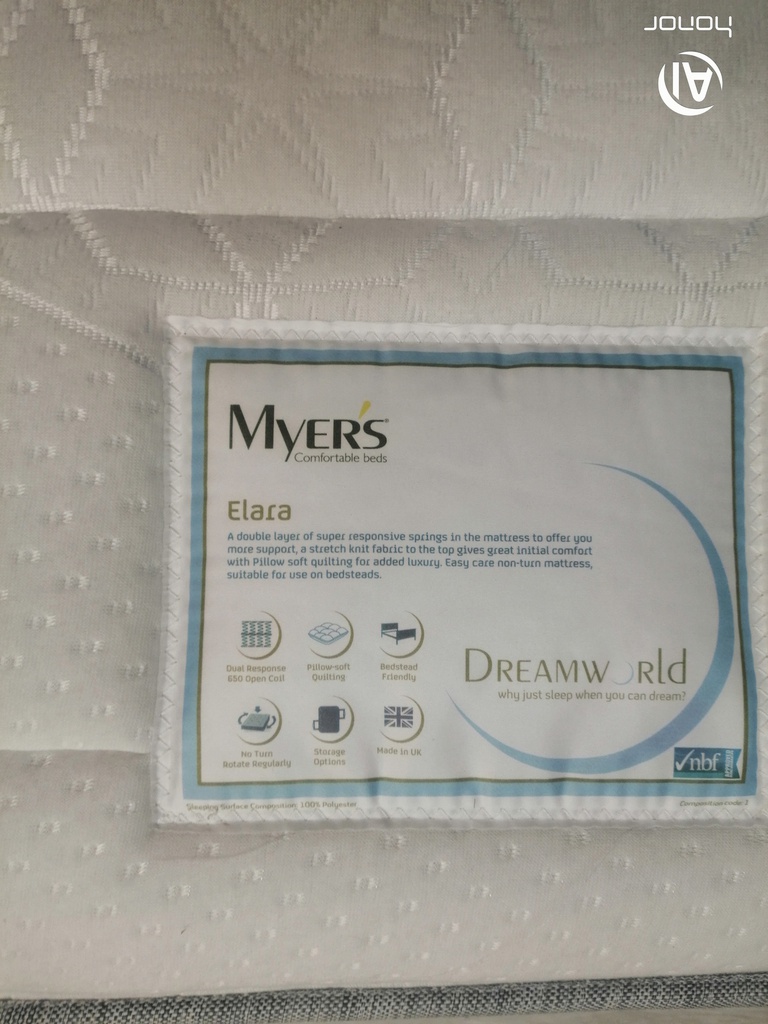 honor
AI
MyER'S®
Comfortable beds
Elara
A double layer of super responsive springs in the mattress to offer you
more support, a stretch knit fabric to the top gives great initial comfort
with Pillow soft quilting for added luxury. Easy care non-turn mattress,
suitable for use on bedsteads.
Dual Response
650 Open Coil
Pillow-soft
Quilting
Bedstead
Friendly
No Turn
Rotate Regularly
Storage
Options
Made in UK
DREAMWORld
why just sleep when you can dream?
nbf
Sleeping Surface Composition: 100% Polyester
Composition code: 1